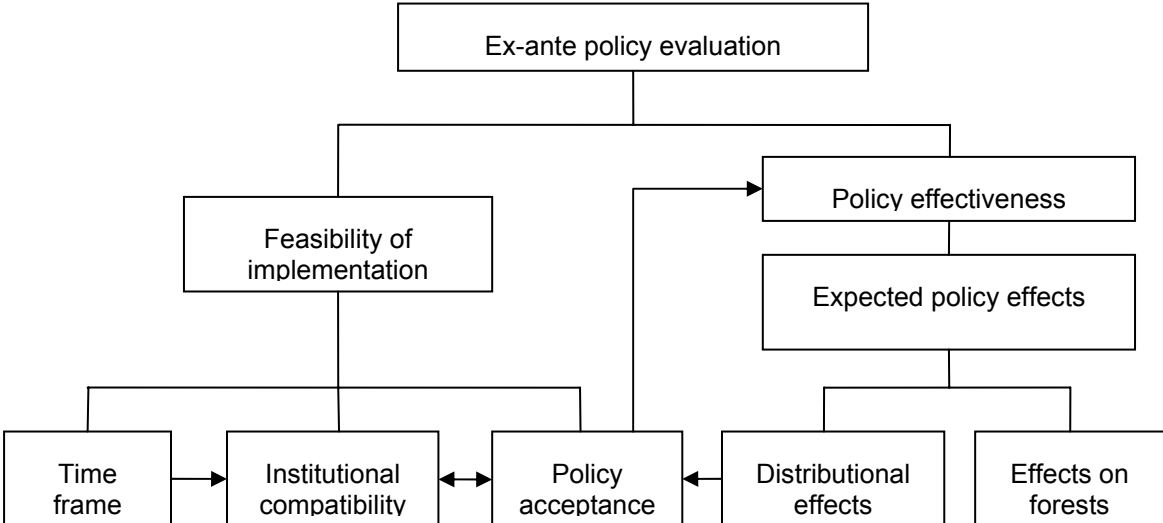 Ex-ante policy evaluation
Policy effectiveness
Feasibility of
implementation
Expected policy effects
Time
frame
Institutional
compatibility
Policy
acceptance
Distributional
effects
Effects on
forests